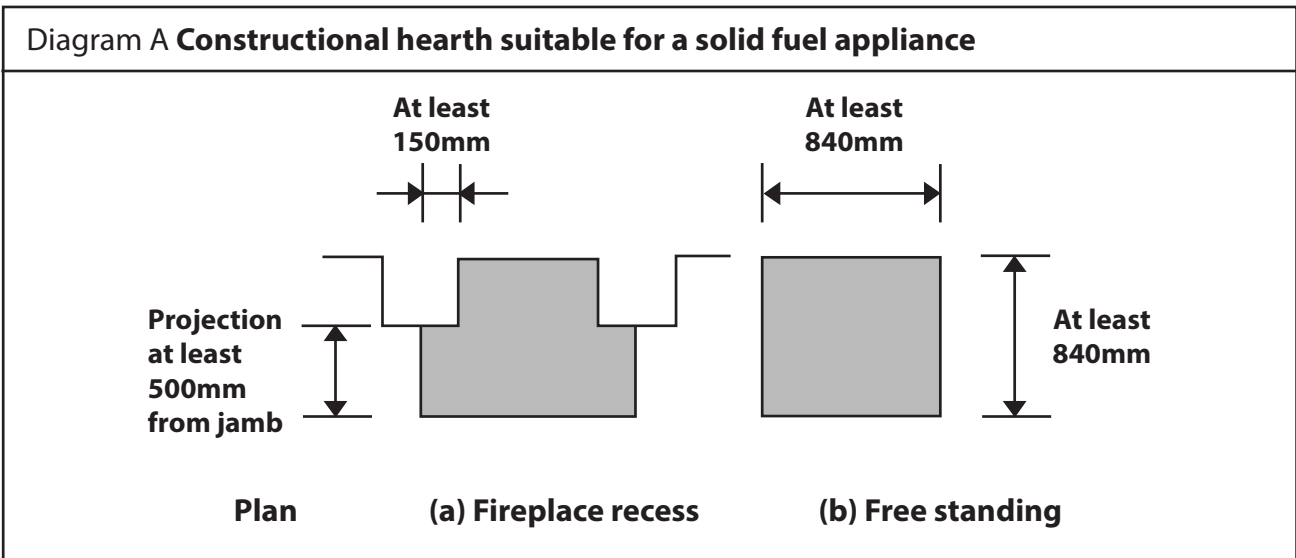 Diagram A Constructional hearth suitable for a solid fuel appliance
At least
150mm
At least
840mm
Projection
at least
500mm
from jamb
At least
840mm
Plan
(a) Fireplace recess
(b) Free standing